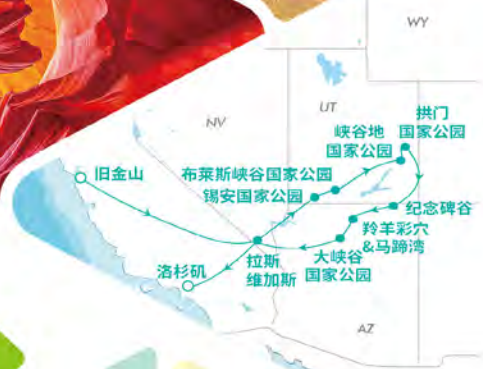 WY
NV
UT
拱门
国家公园
峡谷地
国家公园
旧金山
布莱斯峡谷国家公园
锡安国家公园
纪念碑谷
羚羊彩穴
&马蹄湾
拉斯
维加斯
大峡谷
国家公园
洛杉矶
AZ